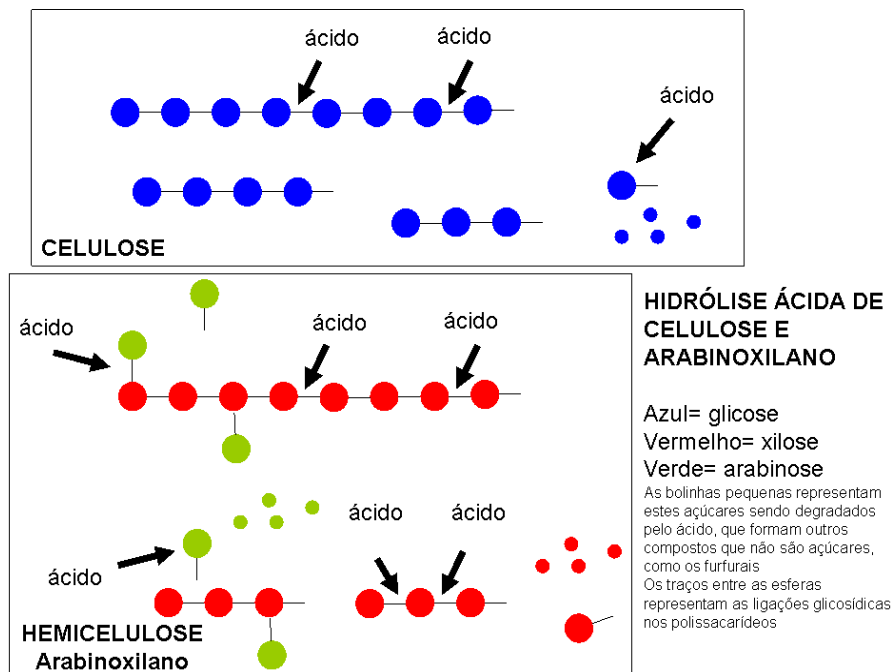 ácido
ácido
ácido
CELULOSE
ácido
ácido
ácido
ácido
ácido
ácido
HEMICELULOSE
Arabinoxilano
HIDRÓLISE ÁCIDA DE
CELULOSE E
ARABINOXILANO
Azul= glicose
Vermelho= xilose
Verde= arabinose
As bolinhas pequenas representam
estes açúcares sendo degradados
pelo ácido, que formam outros
compostos que não são açúcares,
como os furfurais
Os traços entre as esferas
representam as ligações glicosídicas
nos polissacarídeos